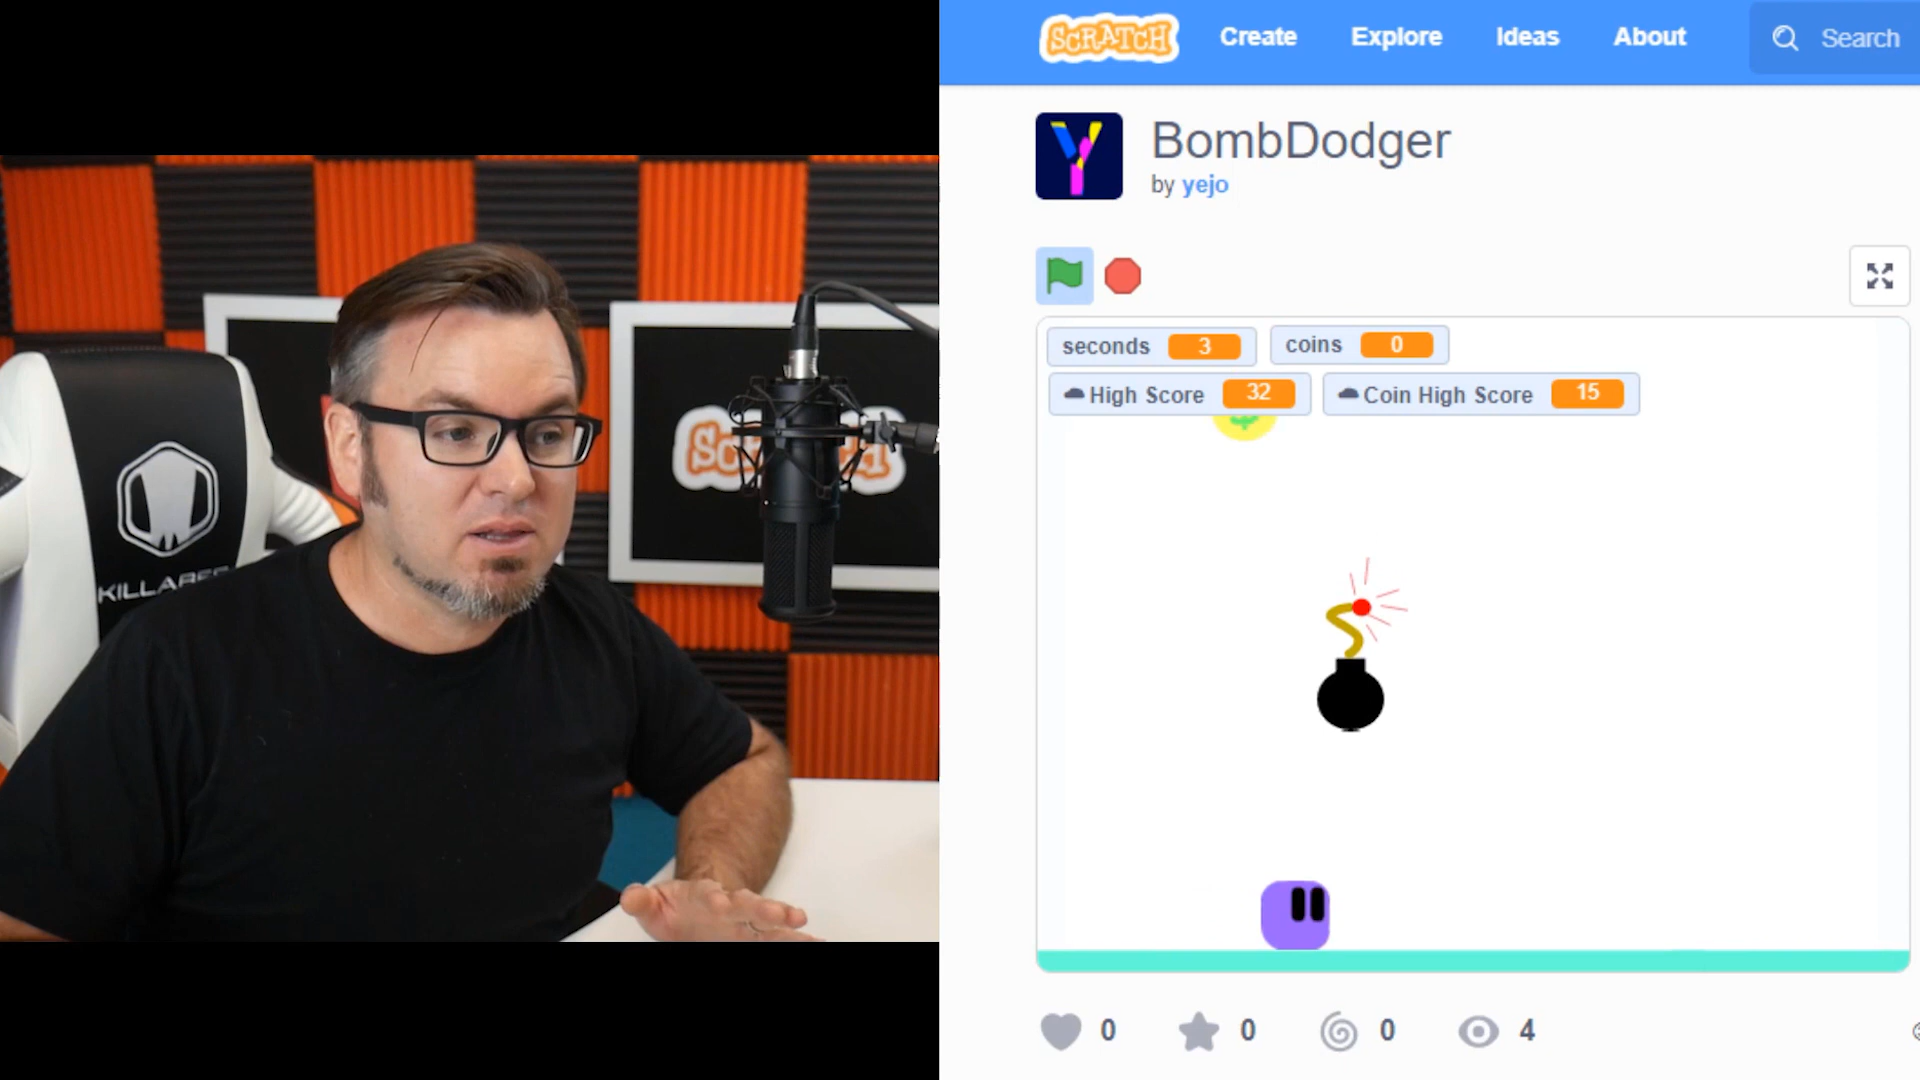 SCRATCH Create Explore Ideas About Search
BombDodger
by yejo
seconds 3 coins 0
High Score 32 Coin High Score 15
0 0 0 4